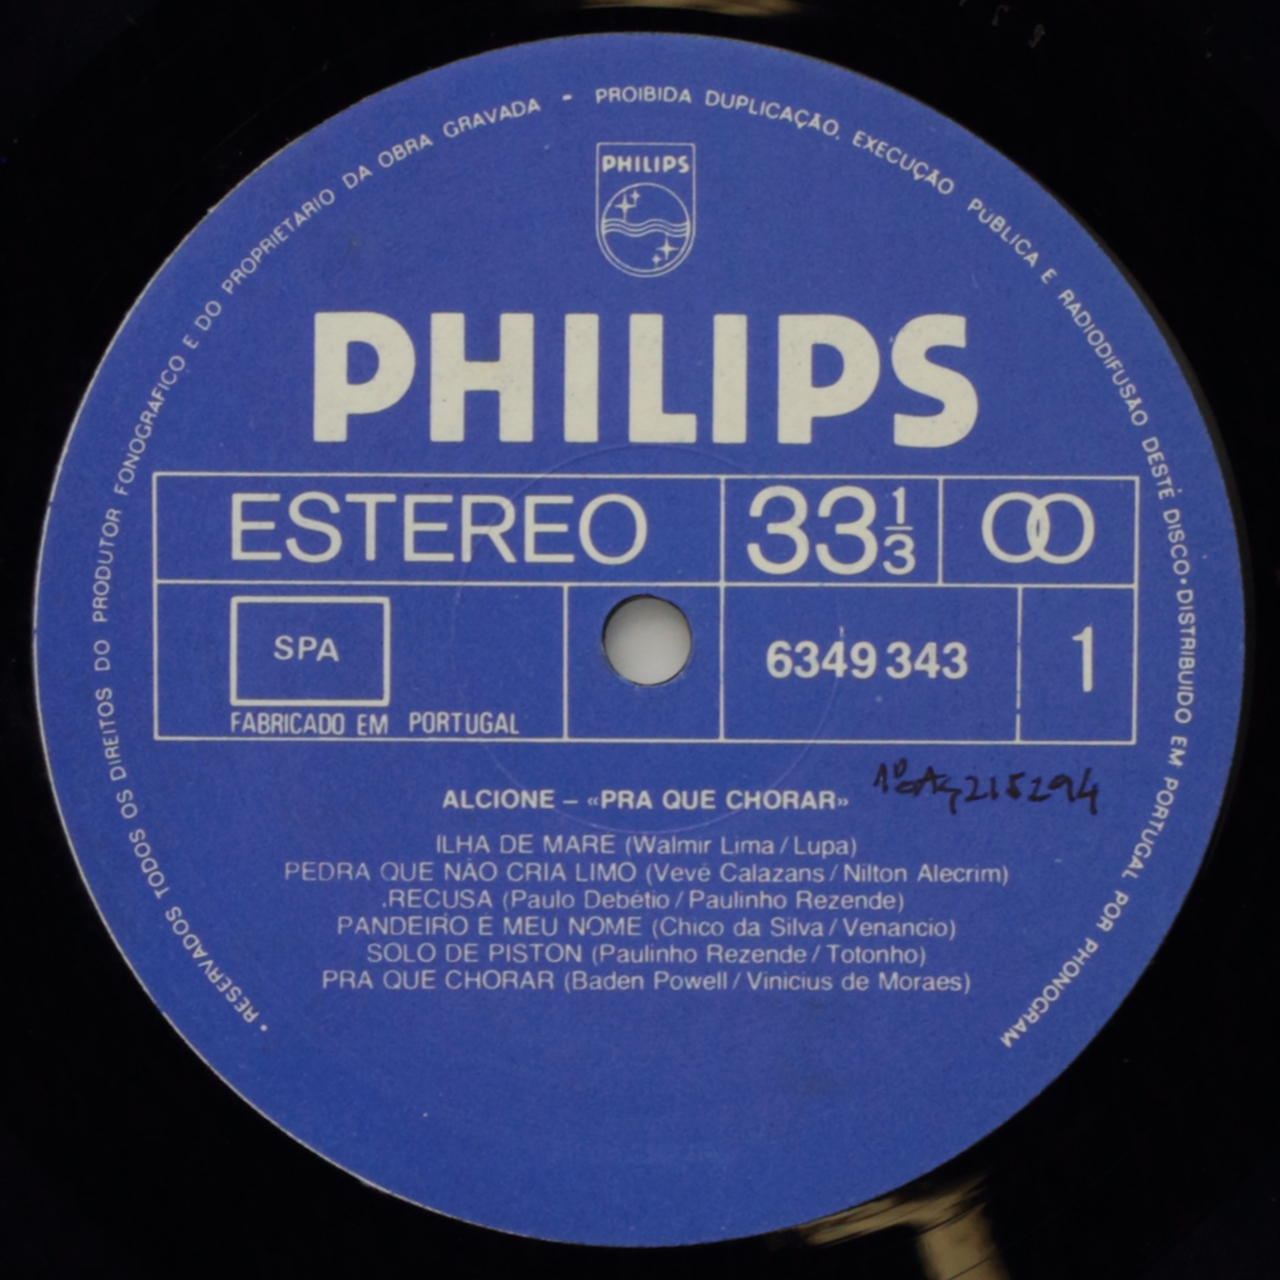 • RESERVADOS TODOS OS DIREITOS DO PRODUTOR FONOGRÁFICO E DO PROPRIETARIO DA OBRA GRAVADA - PROIBIDA DUPLICAÇÃO, EXECUÇÃO PÚBLICA E RADIODIFUSÃO DESTE DISCO • DISTRIBUIDO EM PORTUGAL POR PHONOGRAM
PHILIPS
PHILIPS
ESTEREO 33 1/3
SPA 6349 343 1
FABRICADO EM PORTUGAL
ALCIONE – «PRA QUE CHORAR»
ILHA DE MARE (Walmir Lima / Lupa)
PEDRA QUE NÃO CRIA LIMO (Vevé Calazans / Nilton Alecrim)
.RECUSA (Paulo Debétio / Paulinho Rezende)
PANDEIRO É MEU NOME (Chico da Silva / Venancio)
SOLO DE PISTON (Paulinho Rezende / Totonho)
PRA QUE CHORAR (Baden Powell / Vinicius de Moraes)